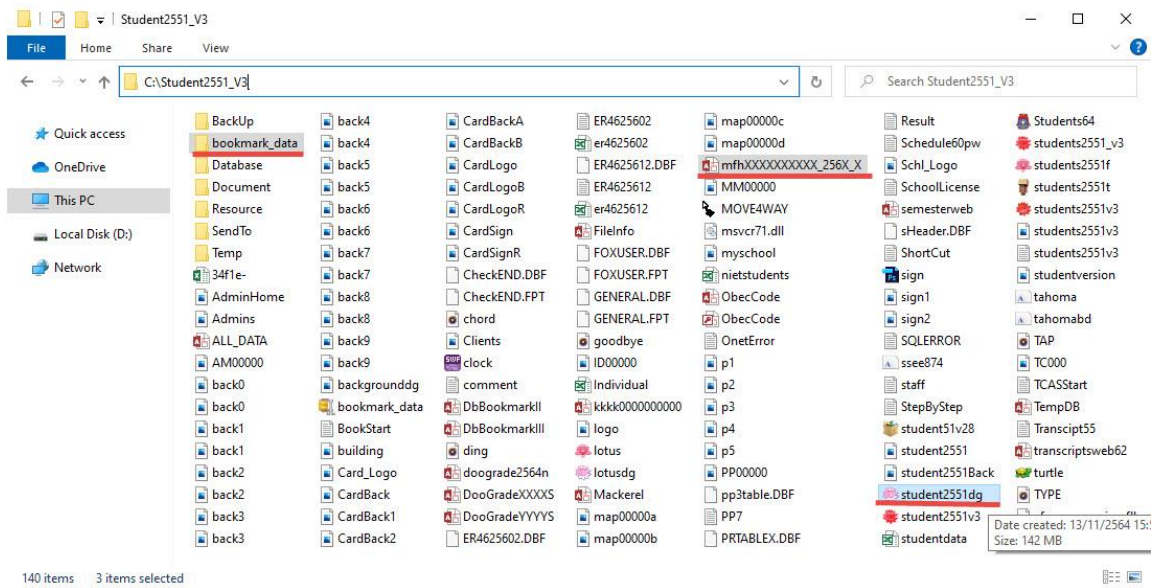 Student2551_V3
File Home Share View
C:\Student2551_V3
Search Student2551_V3
Quick access
OneDrive
This PC
Local Disk (D:)
Network
BackUp
bookmark_data
Database
Document
Resource
SendTo
Temp
34f1e-
AdminHome
Admins
ALL_DATA
AM00000
back0
back0
back1
back1
back2
back2
back3
back3
back4
back4
back5
back5
back6
back6
back7
back7
back8
back8
back9
back9
backgrounddg
bookmark_data
BookStart
building
Card_Logo
CardBack
CardBack1
CardBack2
CardBackA
CardBackB
CardLogo
CardLogoB
CardLogoR
CardSign
CardSignR
CheckEND.DBF
CheckEND.FPT
chord
Clients
clock
comment
DbBookmarkII
DbBookmarkIII
ding
doograde2564n
DooGradeXXXXS
DooGradeYYYYS
ER4625602.DBF
ER4625602
er4625602
ER4625612.DBF
ER4625612
er4625612
FileInfo
FOXUSER.DBF
FOXUSER.FPT
GENERAL.DBF
GENERAL.FPT
goodbye
ID00000
Individual
kkkk0000000000
logo
lotus
lotusdg
Mackerel
map00000a
map00000b
map00000c
map00000d
mfhXXXXXXXXXX_256X_X
MM00000
MOVE4WAY
msvcr71.dll
myschool
nietstudents
ObecCode
ObecCode
OnetError
p1
p2
p3
p4
p5
PP00000
pp3table.DBF
PP7
PRTABLEX.DBF
Result
Schedule60pw
Schl_Logo
SchoolLicense
semesterweb
sHeader.DBF
ShortCut
sign
sign1
sign2
SQLERROR
ssee874
staff
StepByStep
student51v28
student2551
student2551Back
student2551dg
student2551v3
studentdata
Students64
students2551_v3
students2551f
students2551t
students2551v3
students2551v3
students2551v3
studentversion
tahoma
tahomabd
TAP
TC000
TCASStart
TempDB
Transcipt55
transcriptsweb62
turtle
TYPE
Date created: 13/11/2564 15:
Size: 142 MB
140 items 3 items selected